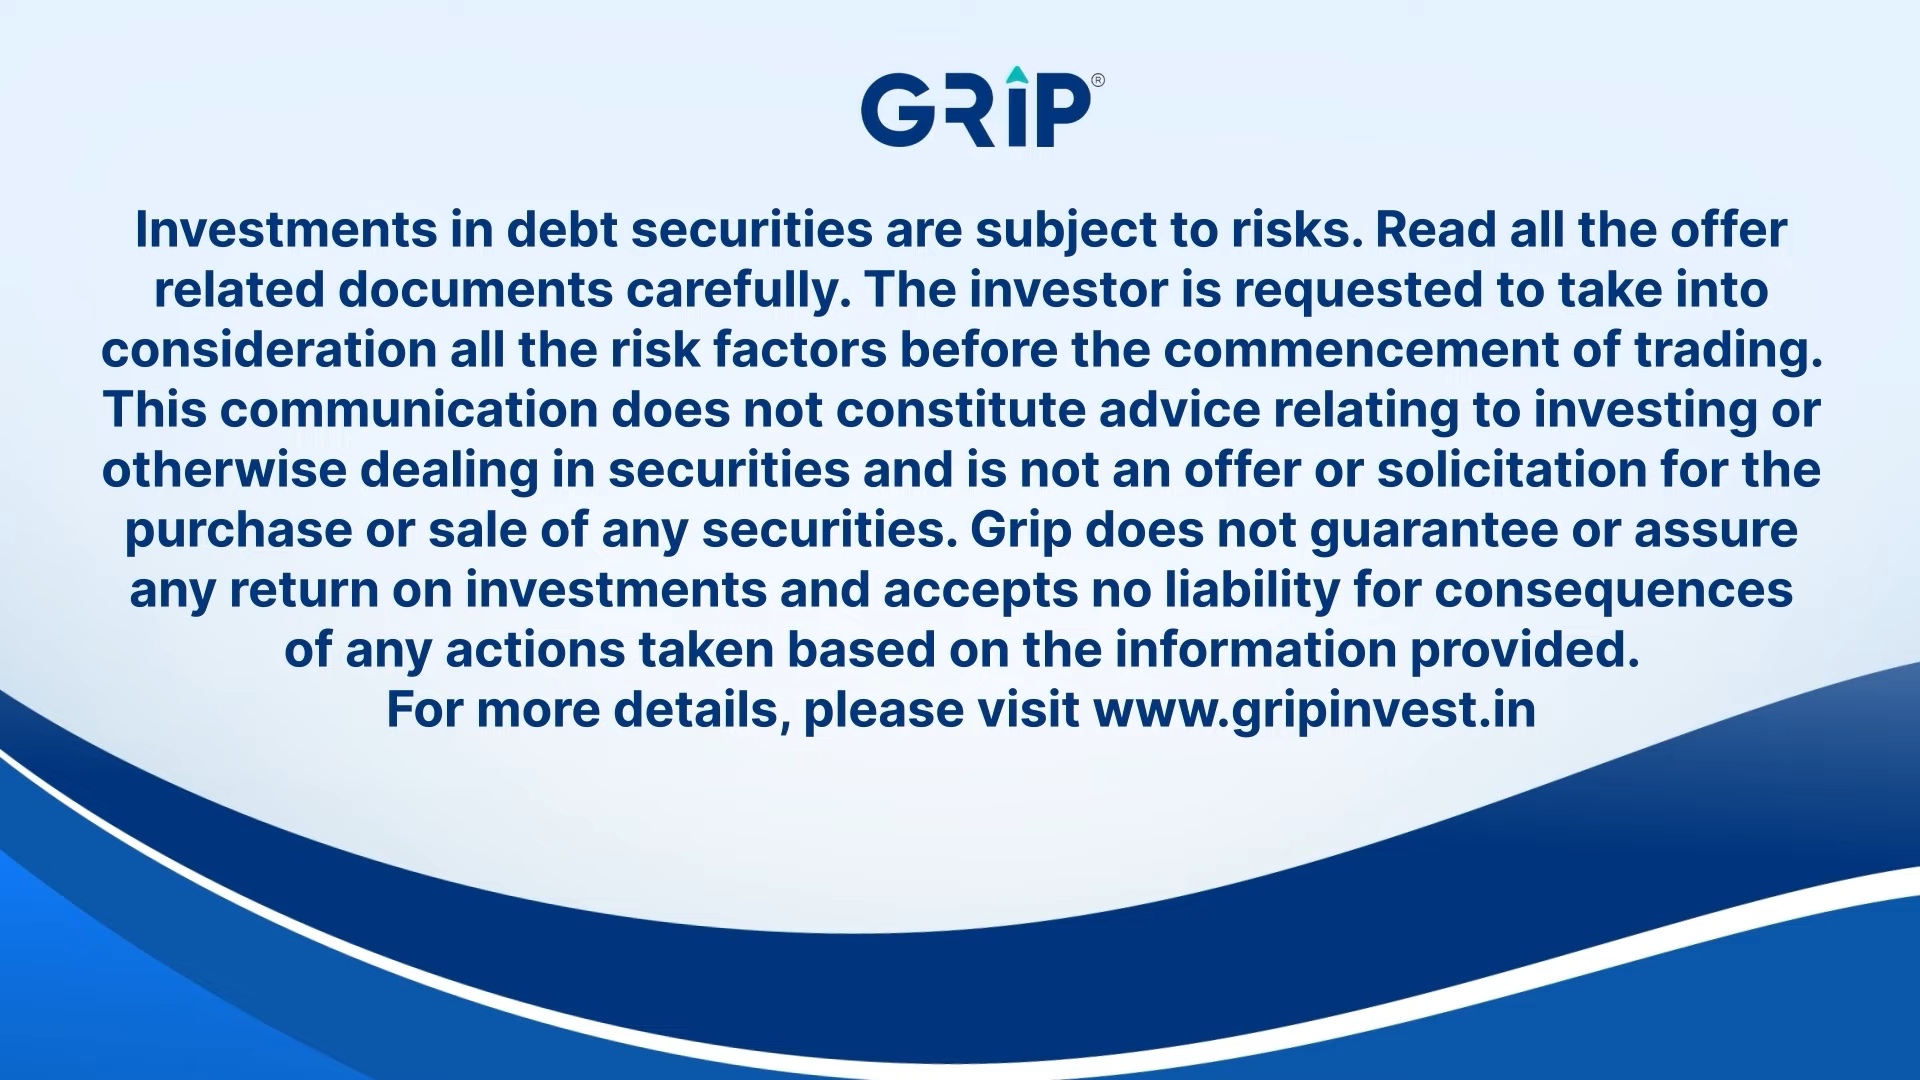 GRIP®
Investments in debt securities are subject to risks. Read all the offer
related documents carefully. The investor is requested to take into
consideration all the risk factors before the commencement of trading.
This communication does not constitute advice relating to investing or
otherwise dealing in securities and is not an offer or solicitation for the
purchase or sale of any securities. Grip does not guarantee or assure
any return on investments and accepts no liability for consequences
of any actions taken based on the information provided.
For more details, please visit www.gripinvest.in